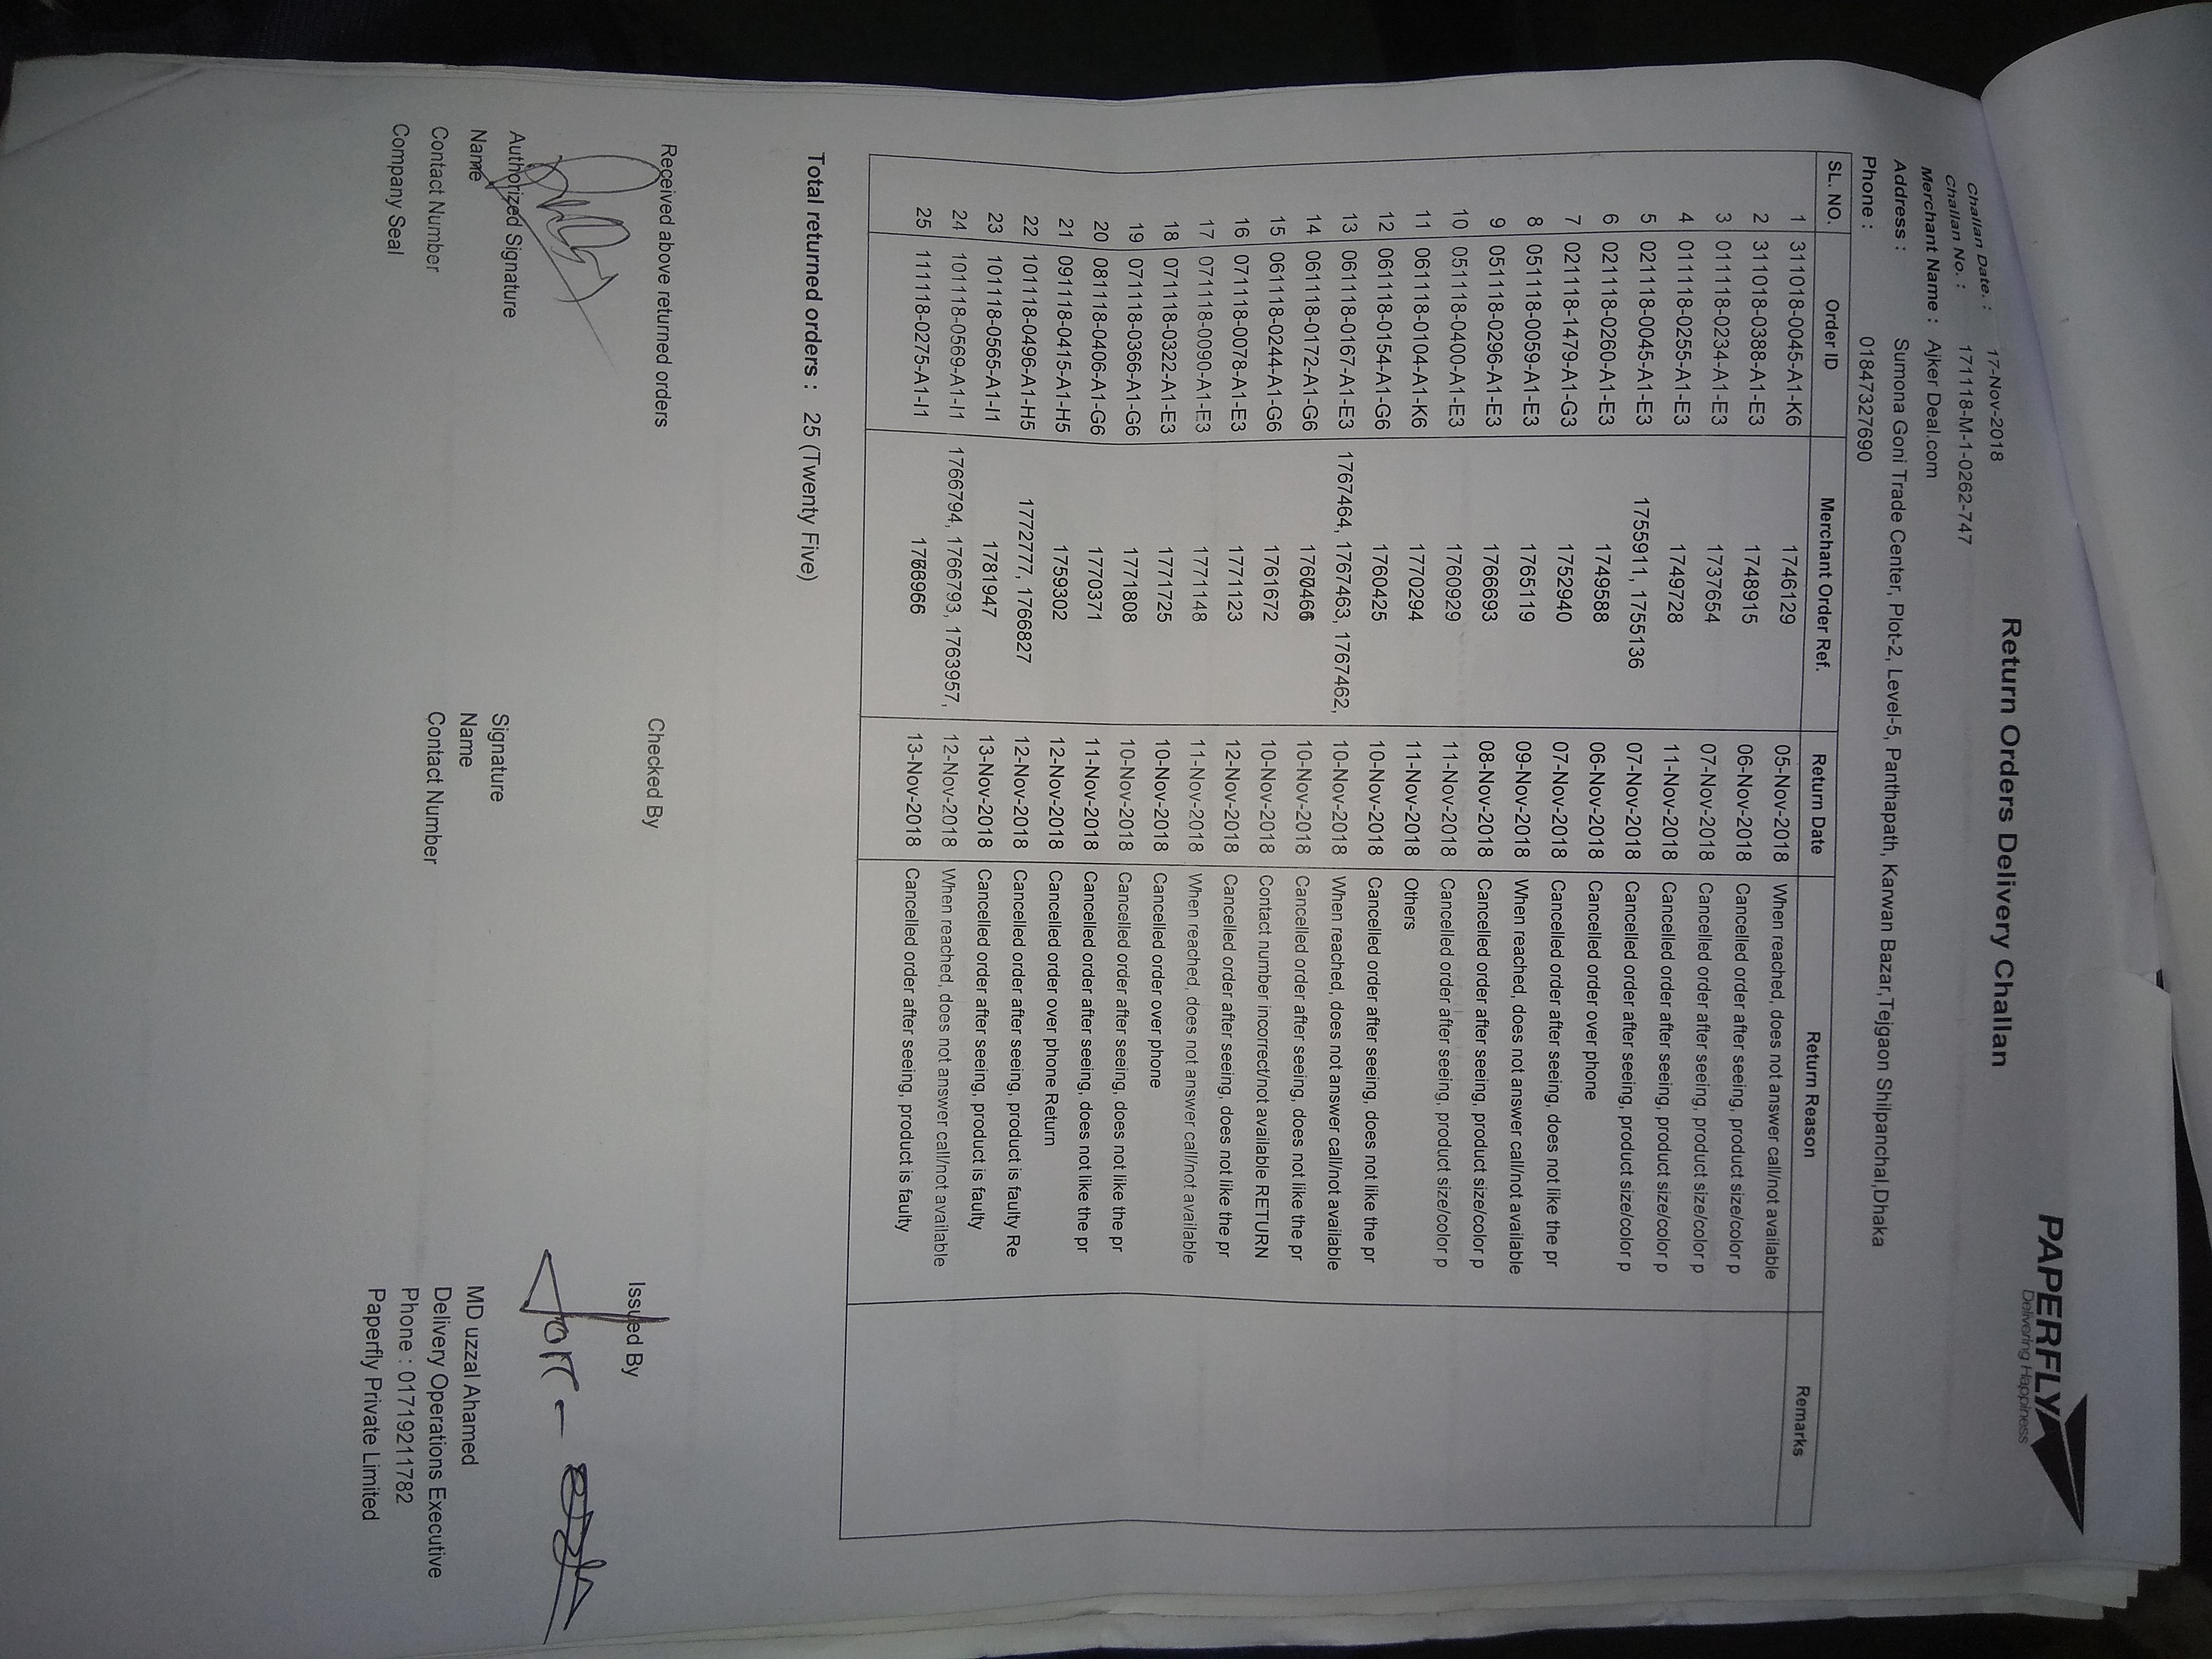 PAPERFLY
Delivering Happiness
Return Orders Delivery Challan
Challan Date. : 17-Nov-2018
Challan No. : 171118-M-1-0262-747
Merchant Name : Ajker Deal.com
Address : Sumona Goni Trade Center, Plot-2, Level-5, Panthapath, Karwan Bazar,Tejgaon Shilpanchal,Dhaka
Phone : 01847327690
SL. NO. Order ID Merchant Order Ref. Return Date Return Reason Remarks
1 311018-0045-A1-K6 1746129 05-Nov-2018 When reached, does not answer call/not available
2 311018-0388-A1-E3 1748915 06-Nov-2018 Cancelled order after seeing, product size/color p
3 011118-0234-A1-E3 1737654 07-Nov-2018 Cancelled order after seeing, product size/color p
4 011118-0255-A1-E3 1749728 11-Nov-2018 Cancelled order after seeing, product size/color p
5 021118-0045-A1-E3 1755911, 1755136 07-Nov-2018 Cancelled order after seeing, product size/color p
6 021118-0260-A1-E3 1749588 06-Nov-2018 Cancelled order over phone
7 021118-1479-A1-G3 1752940 07-Nov-2018 Cancelled order after seeing, does not like the pr
8 051118-0059-A1-E3 1765119 09-Nov-2018 When reached, does not answer call/not available
9 051118-0296-A1-E3 1766693 08-Nov-2018 Cancelled order after seeing, product size/color p
10 051118-0400-A1-E3 1760929 11-Nov-2018 Cancelled order after seeing, product size/color p
11 061118-0104-A1-K6 1770294 11-Nov-2018 Others
12 061118-0154-A1-G6 1760425 10-Nov-2018 Cancelled order after seeing, does not like the pr
13 061118-0167-A1-E3 1767464, 1767463, 1767462, 10-Nov-2018 When reached, does not answer call/not available
14 061118-0172-A1-G6 10-Nov-2018 Cancelled order after seeing, does not like the pr
15 061118-0244-A1-G6 1761672 10-Nov-2018 Contact number incorrect/not available RETURN
16 071118-0078-A1-E3 1771123 12-Nov-2018 Cancelled order after seeing, does not like the pr
17 071118-0090-A1-E3 1771148 11-Nov-2018 When reached, does not answer call/not available
18 071118-0322-A1-E3 1771725 10-Nov-2018 Cancelled order over phone
19 071118-0366-A1-G6 1771808 10-Nov-2018 Cancelled order after seeing, does not like the pr
20 081118-0406-A1-G6 1770371 11-Nov-2018 Cancelled order after seeing, does not like the pr
21 091118-0415-A1-H5 1759302 12-Nov-2018 Cancelled order over phone Return
22 101118-0496-A1-H5 1772777, 1766827 12-Nov-2018 Cancelled order after seeing, product is faulty Re
23 101118-0565-A1-I1 1781947 13-Nov-2018 Cancelled order after seeing, product is faulty
24 101118-0569-A1-I1 1766794, 1766793, 1763957, 12-Nov-2018 When reached, does not answer call/not available
25 111118-0275-A1-I1 13-Nov-2018 Cancelled order after seeing, product is faulty
Total returned orders : 25 (Twenty Five)
Received above returned orders Checked By Issued By
Authorized Signature Signature
Name Name MD uzzal Ahamed
Contact Number Contact Number Delivery Operations Executive
Company Seal Phone : 01719211782
Paperfly Private Limited